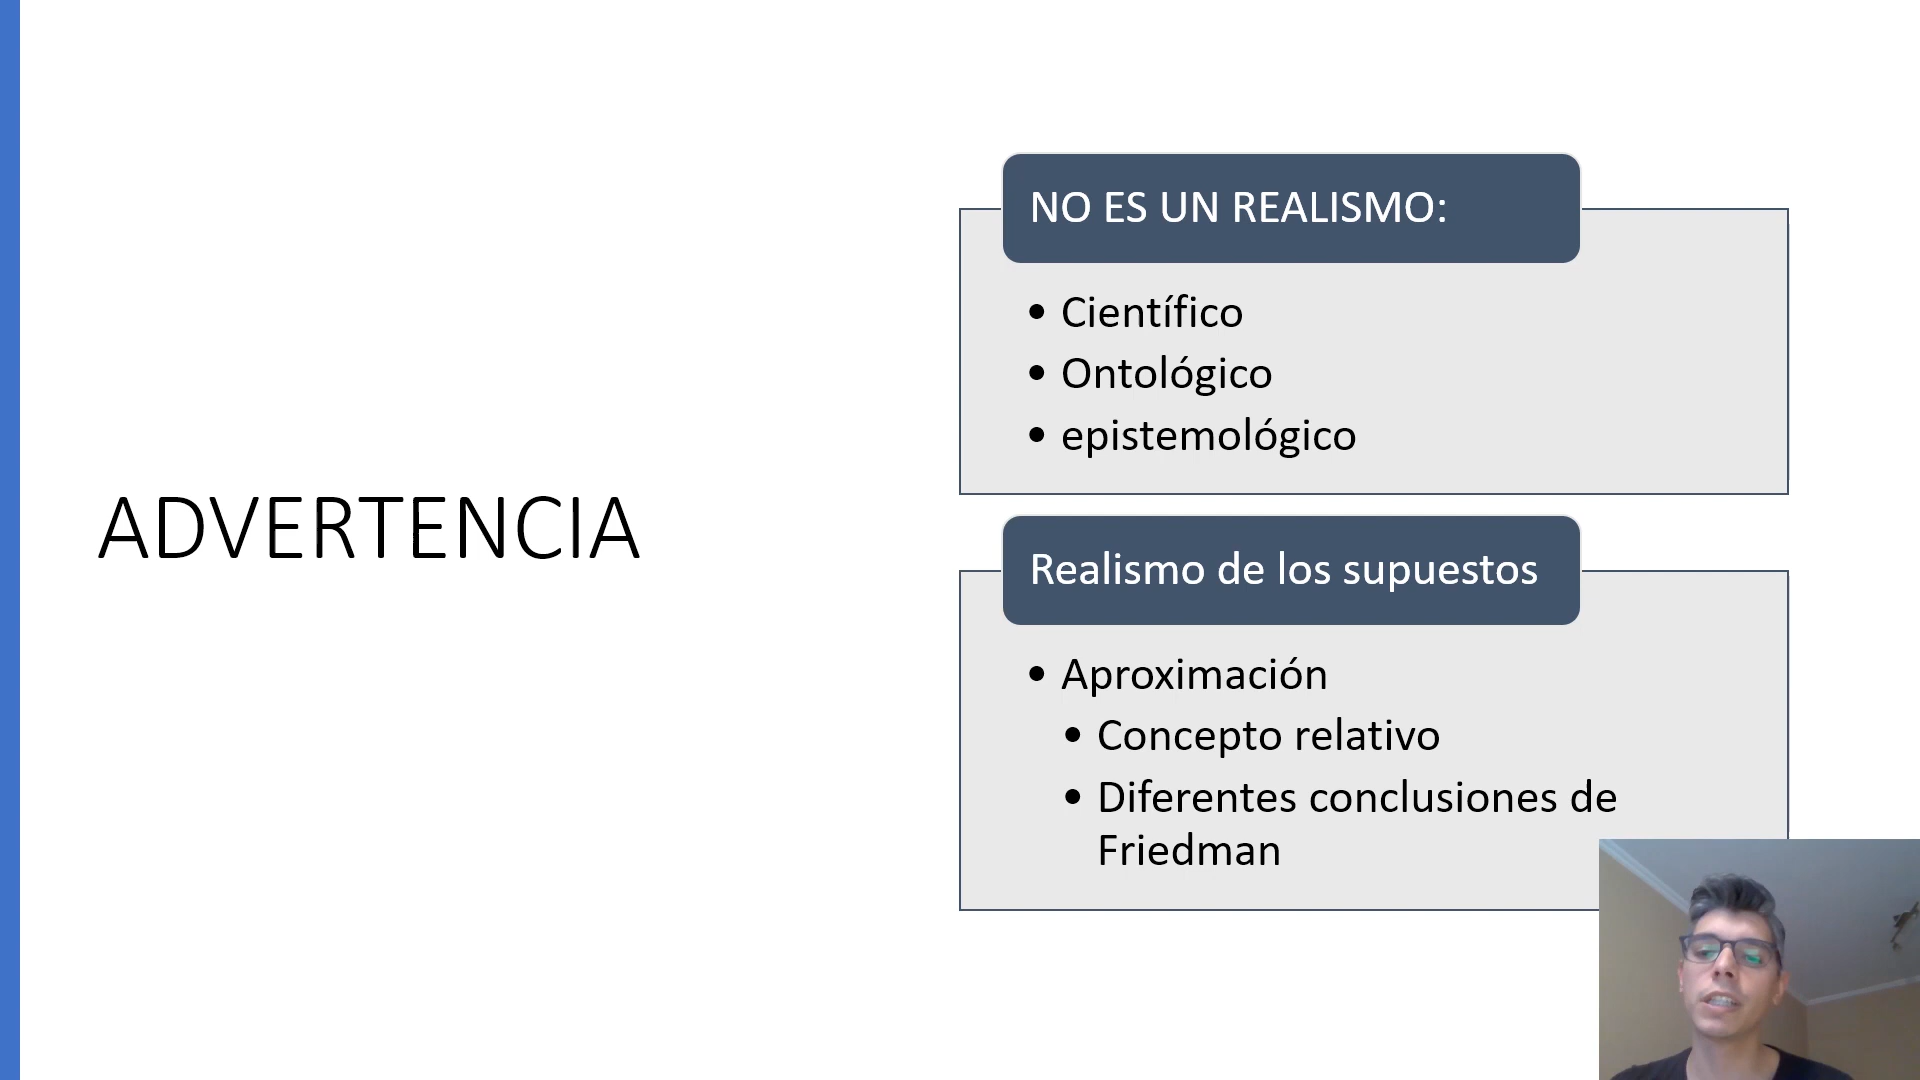 ADVERTENCIA
NO ES UN REALISMO:
• Científico
• Ontológico
• epistemológico
Realismo de los supuestos
• Aproximación
• Concepto relativo
• Diferentes conclusiones de
Friedman